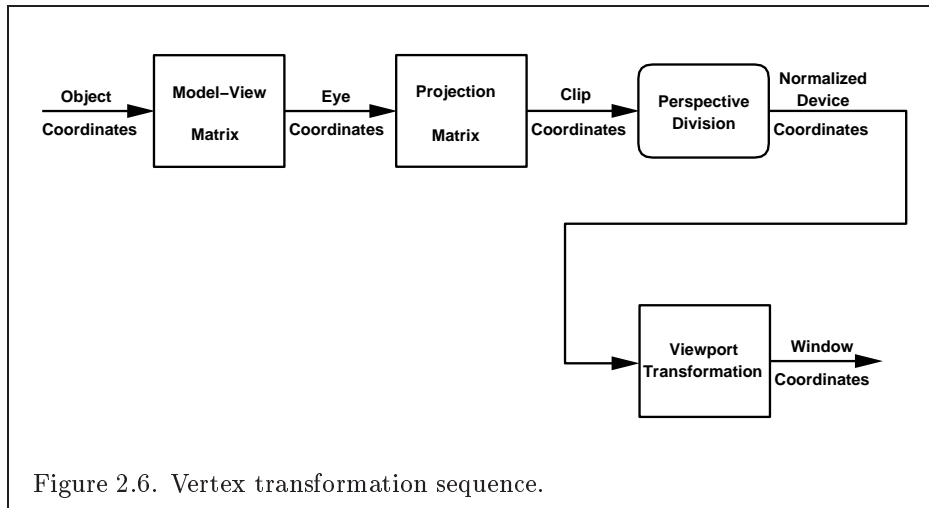 Object
Coordinates
Model–View
Matrix
Eye
Coordinates
Projection
Matrix
Clip
Coordinates
Perspective
Division
Normalized
Device
Coordinates
Viewport
Transformation
Window
Coordinates
Figure 2.6. Vertex transformation sequence.